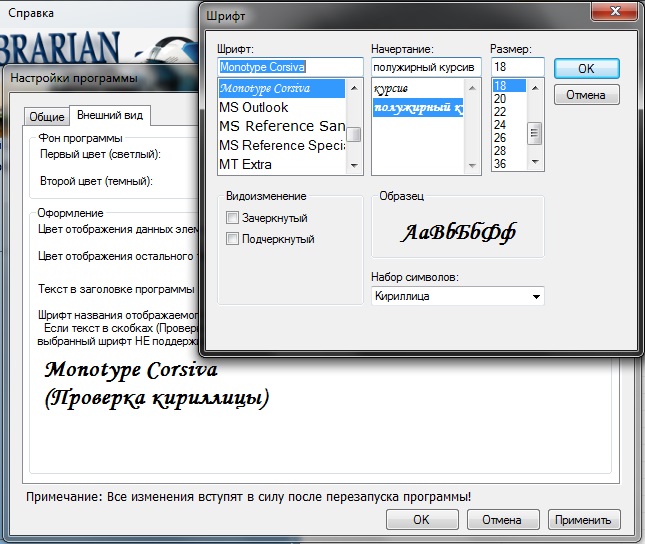 Справка
BRARIAN
Настройки программы
Общие
Внешний вид
Фон программы
Первый цвет (светлый):
Второй цвет (темный):
Оформление
Цвет отображения данных элем
Цвет отображения остального
Текст в заголовке программы
Шрифт названия отображаемого
Если текст в скобках (Провер
выбранный шрифт НЕ поддерж
Monotype Corsiva
(Проверка кириллицы)
Примечание: Все изменения вступят в силу после перезапуска программы!
OK
Отмена
Применить
Шрифт
Шрифт:
Monotype Corsiva
Monotype Corsiva
MS Outlook
MS Reference San
MS Reference Specia
MT Extra
Начертание:
полужирный курсив
курсив
полужирный ку
Размер:
18
18
20
22
24
26
28
36
OK
Отмена
Видоизменение
Зачеркнутый
Подчеркнутый
Образец
АаВbБбФф
Набор символов:
Кириллица